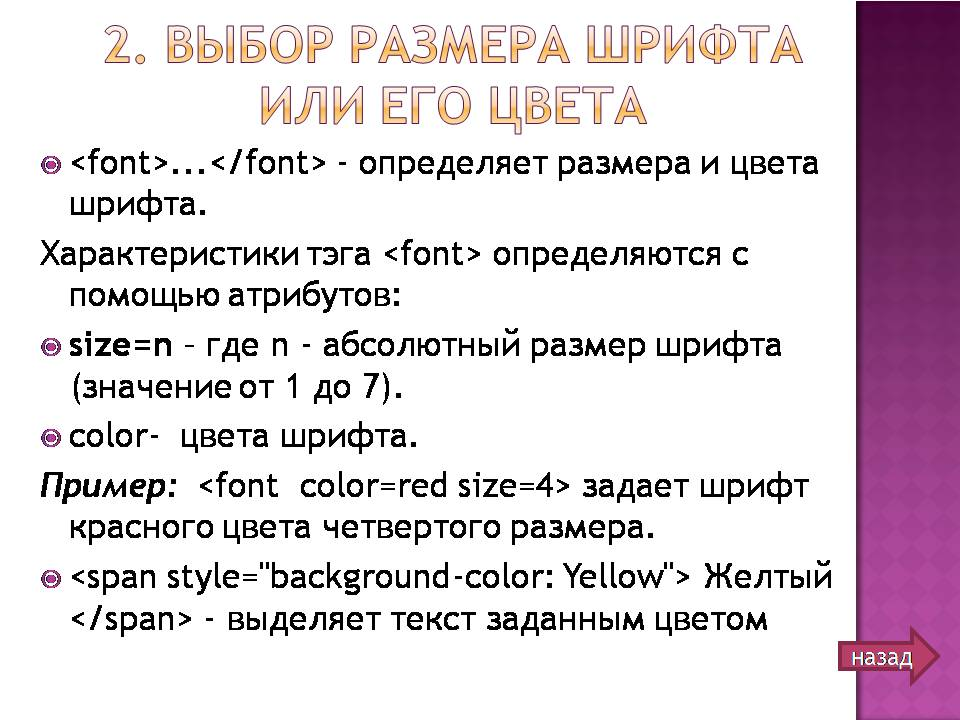 2. ВЫБОР РАЗМЕРА ШРИФТА
ИЛИ ЕГО ЦВЕТА
<font>...</font> - определяет размера и цвета
шрифта.
Характеристики тэга <font> определяются с
помощью атрибутов:
size=n – где n - абсолютный размер шрифта
(значение от 1 до 7).
color- цвета шрифта.
Пример: <font color=red size=4> задает шрифт
красного цвета четвертого размера.
<span style="background-color: Yellow"> Желтый
</span> - выделяет текст заданным цветом
назад